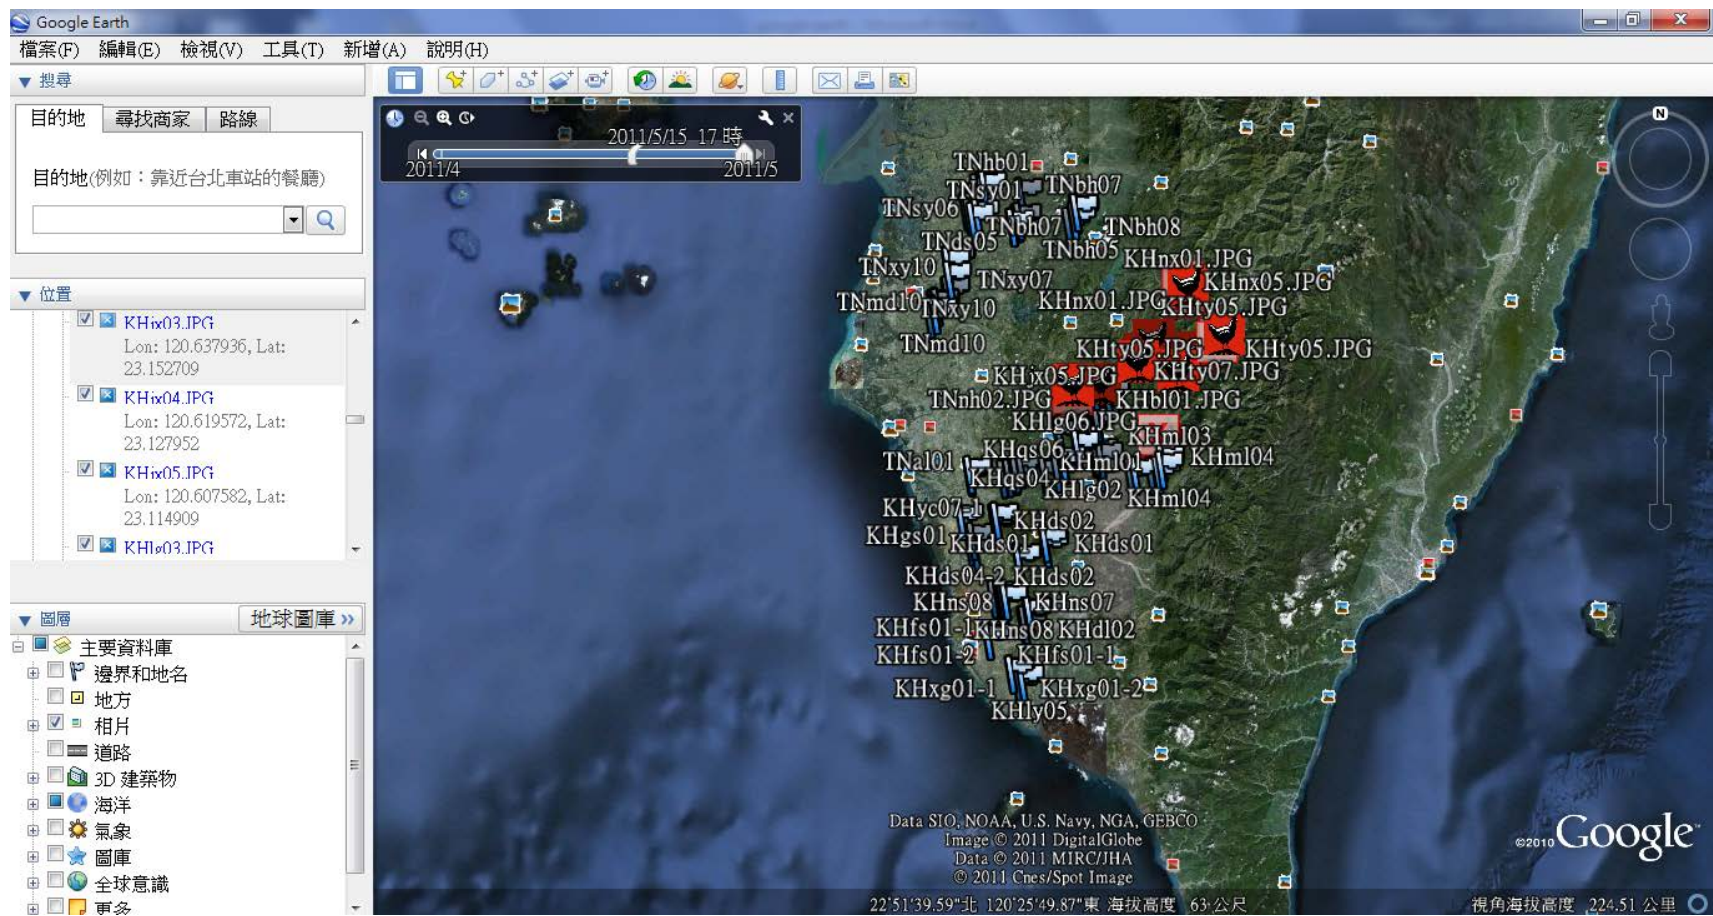 Google Earth
檔案(F) 編輯(E) 檢視(V) 工具(T) 新增(A) 說明(H)
搜尋
目的地 尋找商家 路線
目的地(例如：靠近台北車站的餐廳)
位置
KHjx03.JPG
Lon: 120.637936, Lat:
23.152709
KHjx04.JPG
Lon: 120.619572, Lat:
23.127952
KHjx05.JPG
Lon: 120.607582, Lat:
23.114909
KHlg03.JPG
圖層 地球圖庫 »
主要資料庫
邊界和地名
地方
相片
道路
3D 建築物
海洋
氣象
圖庫
全球意識
更多
2011/5/15 17 時
2011/4 2011/5
N
TNhb01
TNsy01 TNbh07
TNsy06
TNbh07 TNbh08
TNds05 TNbh05 KHnx01.JPG
TNxy10 TNxy07 KHnx05.JPG
TNmd10 TNxy10 KHnx01.JPG KHty05.JPG
TNmd10 KHty05.JPG KHty05.JPG
KHjx05.JPG KHty07.JPG
TNnh02.JPG KHbl01.JPG
KHlg06.JPG KHml03
TNal01 KHqs06 KHml01 KHml04
KHqs04 KHlg02 KHml04
KHyc07-1 KHds02
KHgs01 KHds01 KHds01
KHds04-2 KHds02
KHns08 KHns07
KHfs01-1 KHns08 KHdl02
KHfs01-2 KHfs01-1
KHxg01-1 KHxg01-2
KHly05
Data SIO, NOAA, U.S. Navy, NGA, GEBCO
Image © 2011 DigitalGlobe
Data © 2011 MIRC/JHA
© 2011 Cnes/Spot Image
©2010 Google
22°51'39.59"北 120°25'49.87"東 海拔高度 63 公尺 視角海拔高度 224.51 公里